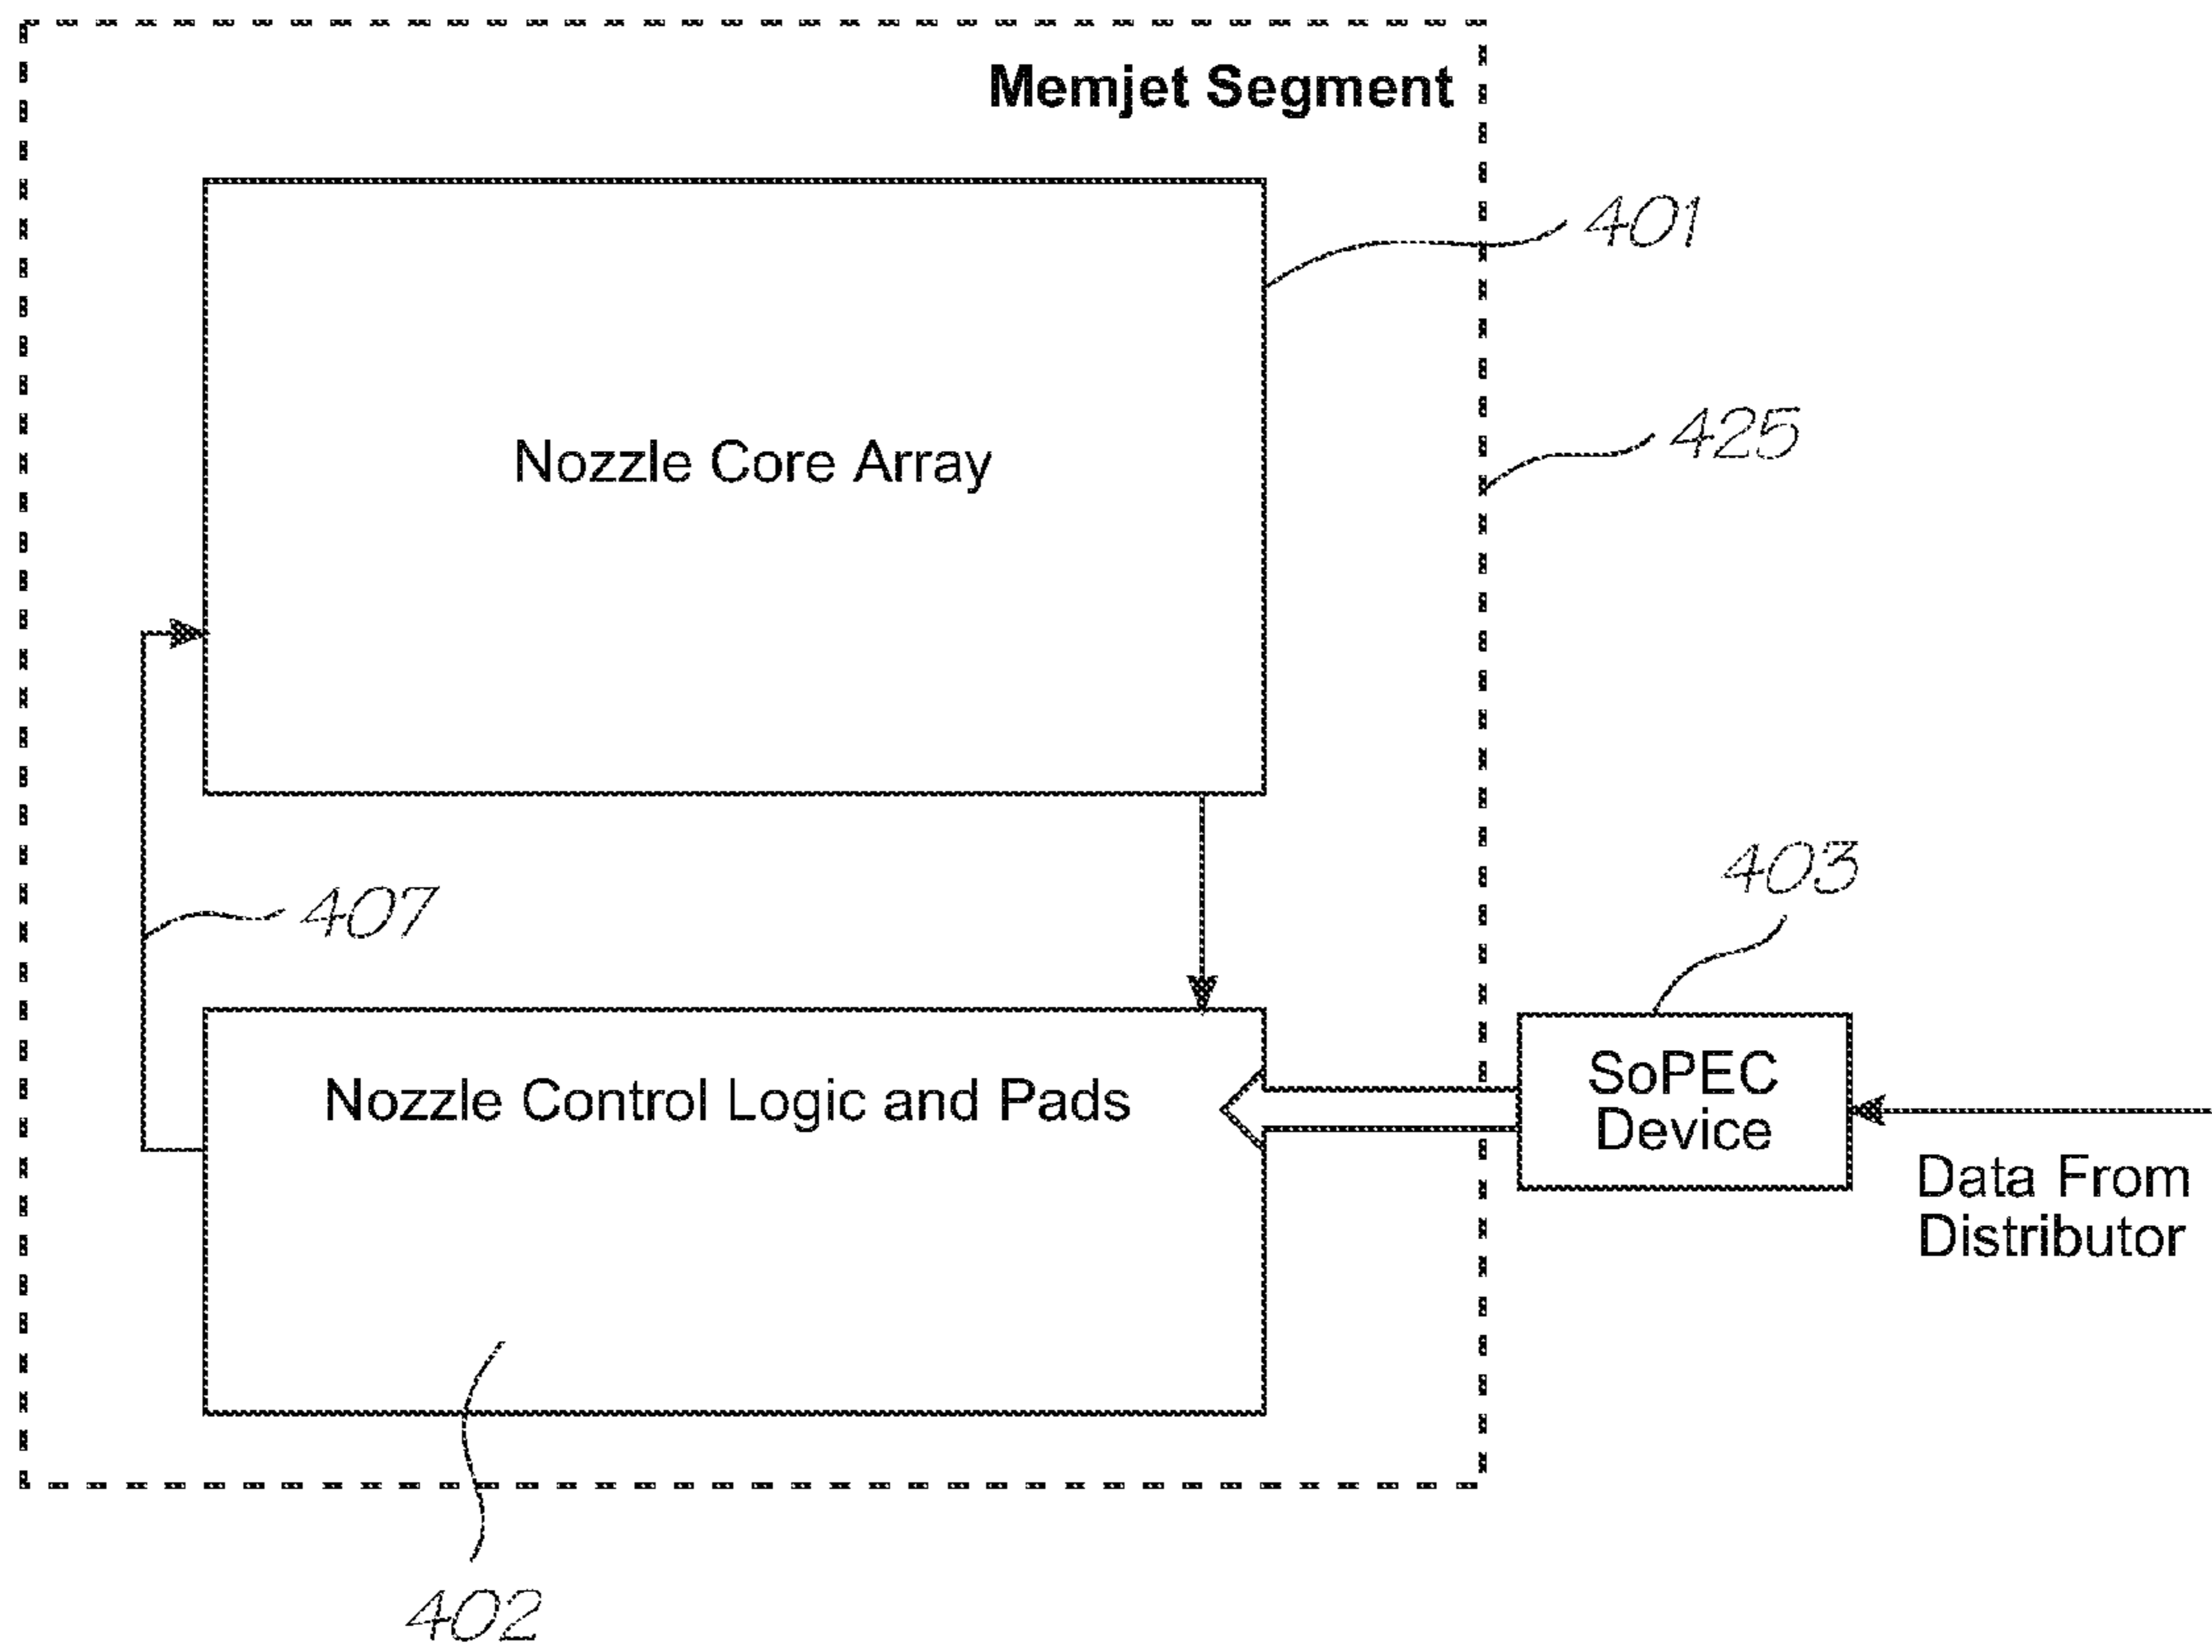 Memjet Segment
401
Nozzle Core Array
425
403
407
SoPEC
Device
Nozzle Control Logic and Pads
Data From
Distributor
402